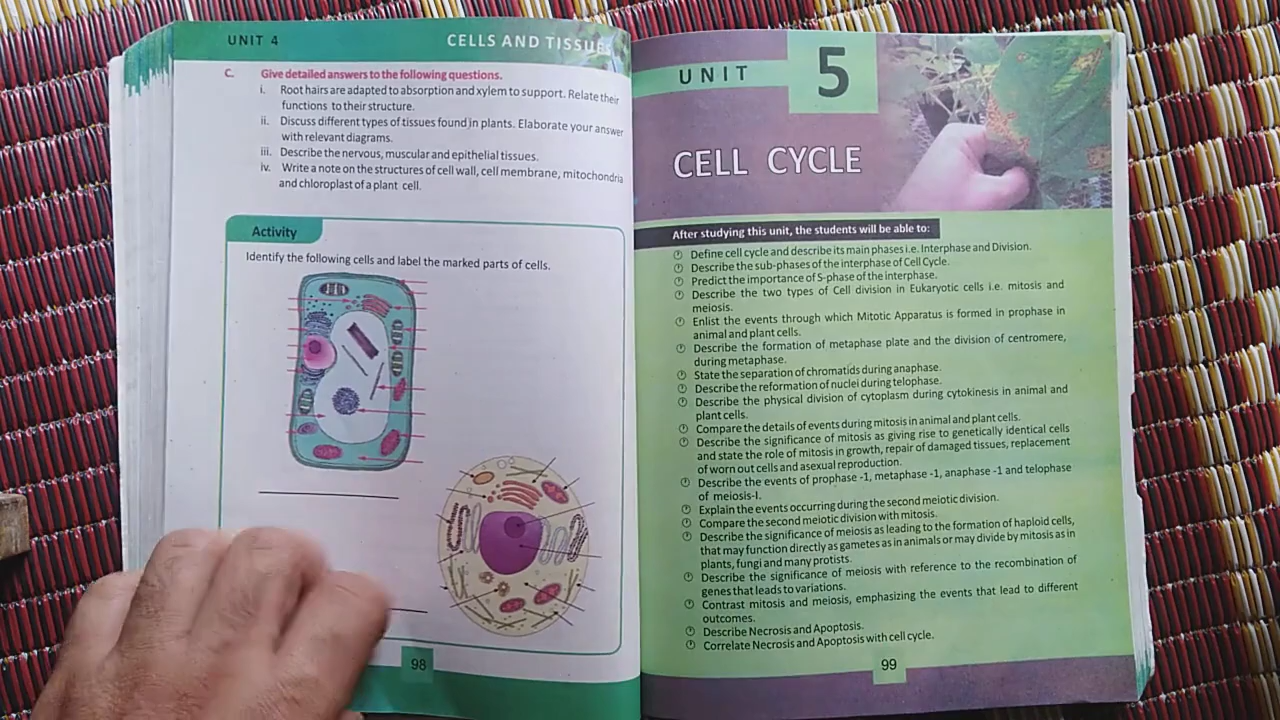 UNIT 4
CELLS AND TISSUES
C. Give detailed answers to the following questions.
i. Root hairs are adapted to absorption and xylem to support. Relate their
functions to their structure.
ii. Discuss different types of tissues found in plants. Elaborate your answer
with relevant diagrams.
iii. Describe the nervous, muscular and epithelial tissues.
iv. Write a note on the structures of cell wall, cell membrane, mitochondria
and chloroplast of a plant cell.
Activity
Identify the following cells and label the marked parts of cells.
98
UNIT 5
CELL CYCLE
After studying this unit, the students will be able to:
Define cell cycle and describe its main phases i.e. Interphase and Division.
Describe the sub-phases of the interphase of Cell Cycle.
Predict the importance of S-phase of the interphase.
Describe the two types of Cell division in Eukaryotic cells i.e. mitosis and
meiosis.
Enlist the events through which Mitotic Apparatus is formed in prophase in
animal and plant cells.
Describe the formation of metaphase plate and the division of centromere,
during metaphase.
State the separation of chromatids during anaphase.
Describe the reformation of nuclei during telophase.
Describe the physical division of cytoplasm during cytokinesis in animal and
plant cells.
Compare the details of events during mitosis in animal and plant cells.
Describe the significance of mitosis as giving rise to genetically identical cells
and state the role of mitosis in growth, repair of damaged tissues, replacement
of worn out cells and asexual reproduction.
Describe the events of prophase -1, metaphase -1, anaphase -1 and telophase
of meiosis-I.
Explain the events occurring during the second meiotic division.
Compare the second meiotic division with mitosis.
Describe the significance of meiosis as leading to the formation of haploid cells,
that may function directly as gametes as in animals or may divide by mitosis as in
plants, fungi and many protists.
Describe the significance of meiosis with reference to the recombination of
genes that leads to variations.
Contrast mitosis and meiosis, emphasizing the events that lead to different
outcomes.
Describe Necrosis and Apoptosis.
Correlate Necrosis and Apoptosis with cell cycle.
99